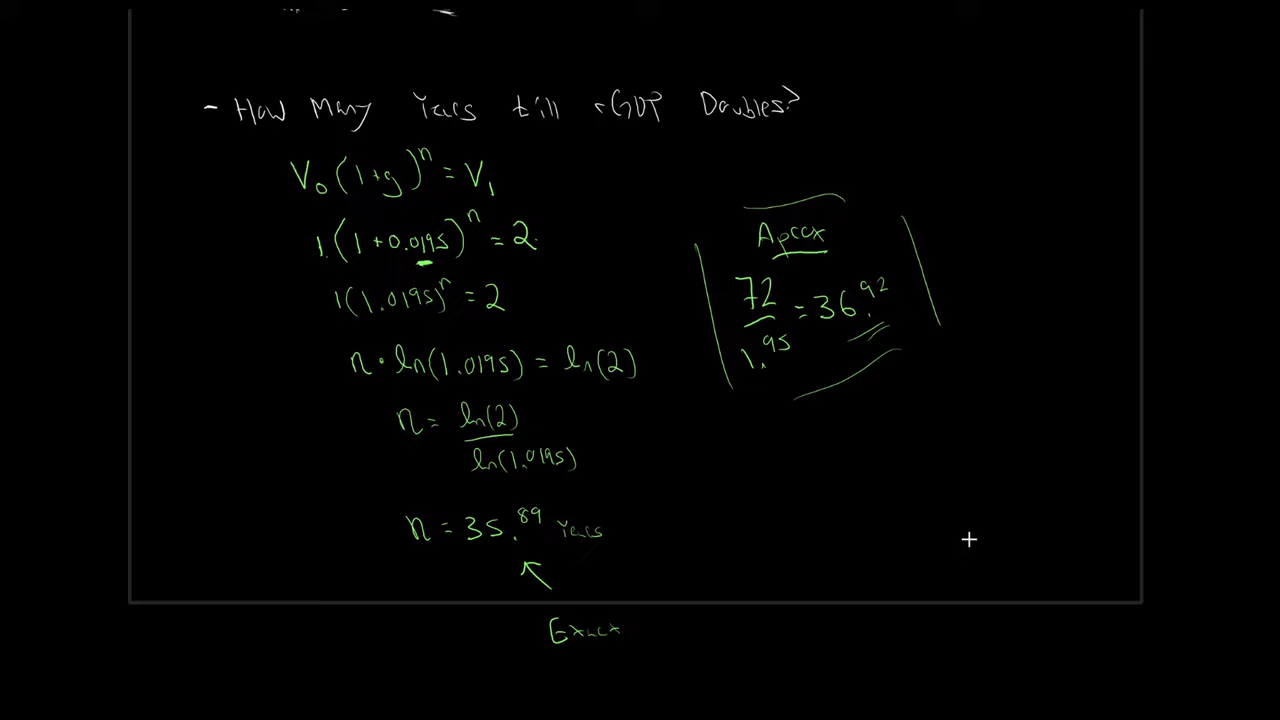 - How Many Years till rGDP Doubles?
V₀(1+g)ⁿ = V₁
1.(1+0.0195)ⁿ = 2.
1(1.0195)ⁿ = 2
n • ln(1.0195) = ln(2)
n = ln(2) / ln(1.0195)
n = 35.89 Years
Exact
Approx
72 / 1.95 = 36.92